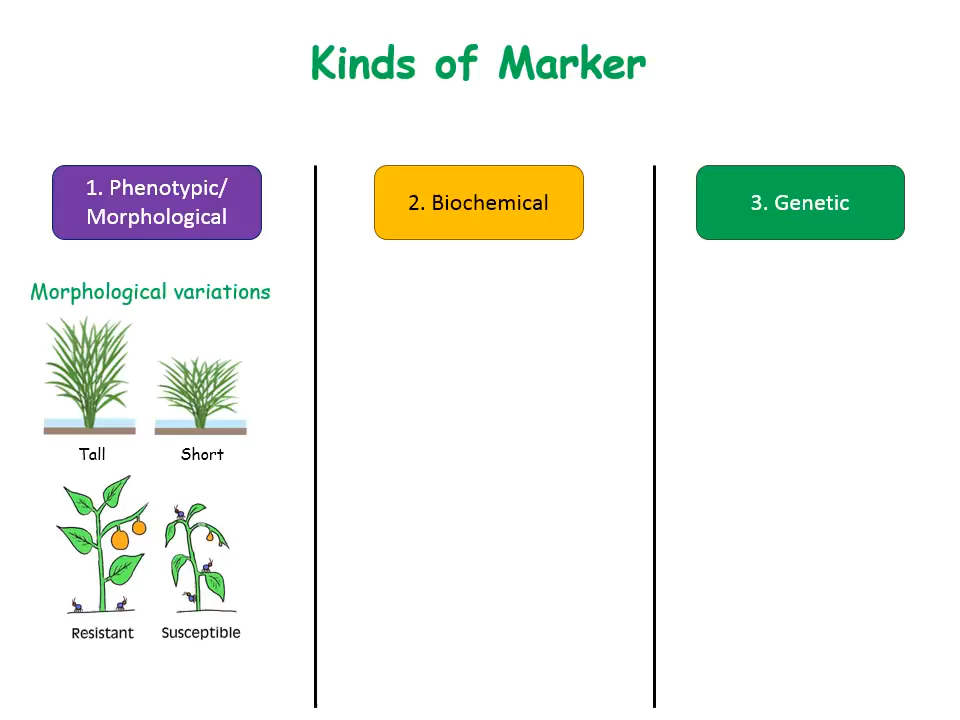 Kinds of Marker
1. Phenotypic/
Morphological
2. Biochemical
3. Genetic
Morphological variations
Tall
Short
Resistant
Susceptible